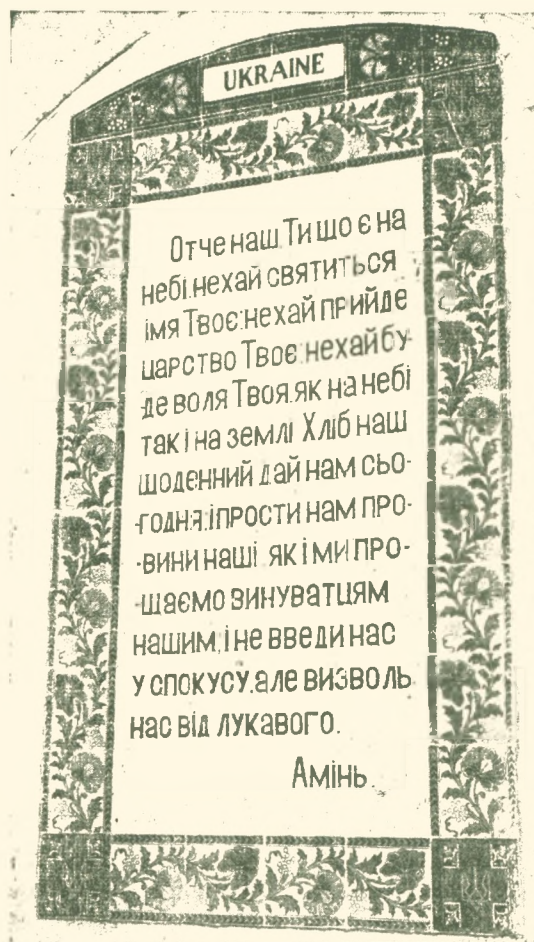 UKRAINE
Отче наш Ти що є на
небі.нехай святиться
імя Твоє:нехай прийде
царство Твоє:нехай бу-
де воля Твоя.як на небі
так і на землі Хліб наш
щоденний дай нам сьо-
-годня:і прости нам про-
-вини наші як і ми про-
-щаємо винуватцям
нашим,і не введи нас
у спокусу.але визволь
нас від лукавого.
Амінь.